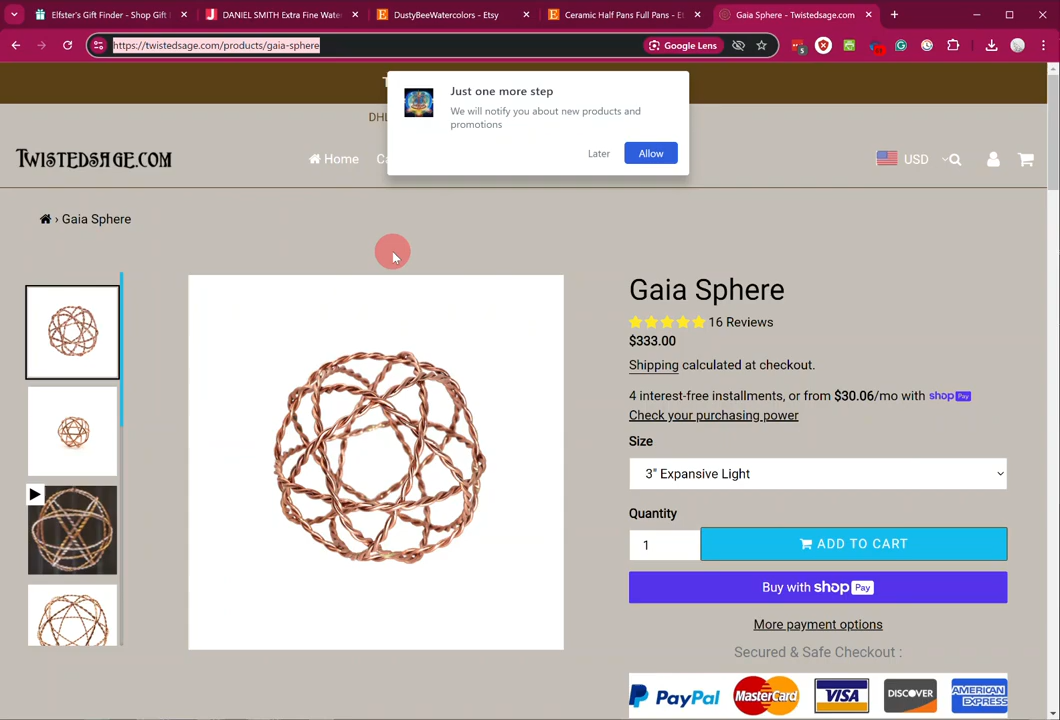 Elfster's Gift Finder - Shop Gift
DANIEL SMITH Extra Fine Wate
DustyBeeWatercolors - Etsy
Ceramic Half Pans Full Pans - Et
Gaia Sphere - Twistedsage.com
https://twistedsage.com/products/gaia-sphere
Google Lens
Just one more step
We will notify you about new products and
promotions
Later
Allow
DHL
TWISTEDSAGE.COM
Home
Ca
USD
› Gaia Sphere
Gaia Sphere
16 Reviews
$333.00
Shipping calculated at checkout.
4 interest-free installments, or from $30.06/mo with shop Pay
Check your purchasing power
Size
3" Expansive Light
Quantity
1
ADD TO CART
Buy with shop Pay
More payment options
Secured & Safe Checkout :
PayPal
MasterCard
VISA
DISCOVER
AMERICAN
EXPRESS